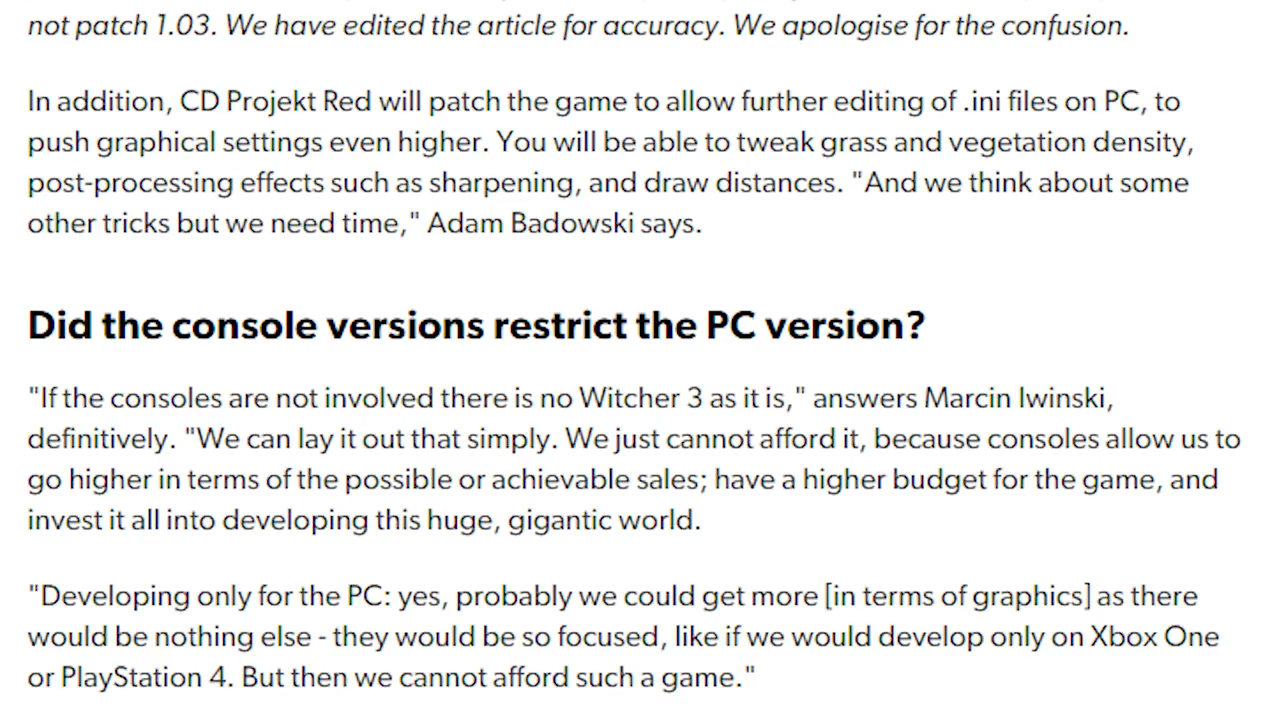 not patch 1.03. We have edited the article for accuracy. We apologise for the confusion.
In addition, CD Projekt Red will patch the game to allow further editing of .ini files on PC, to
push graphical settings even higher. You will be able to tweak grass and vegetation density,
post-processing effects such as sharpening, and draw distances. "And we think about some
other tricks but we need time," Adam Badowski says.
Did the console versions restrict the PC version?
"If the consoles are not involved there is no Witcher 3 as it is," answers Marcin Iwinski,
definitively. "We can lay it out that simply. We just cannot afford it, because consoles allow us to
go higher in terms of the possible or achievable sales; have a higher budget for the game, and
invest it all into developing this huge, gigantic world.
"Developing only for the PC: yes, probably we could get more [in terms of graphics] as there
would be nothing else - they would be so focused, like if we would develop only on Xbox One
or PlayStation 4. But then we cannot afford such a game."